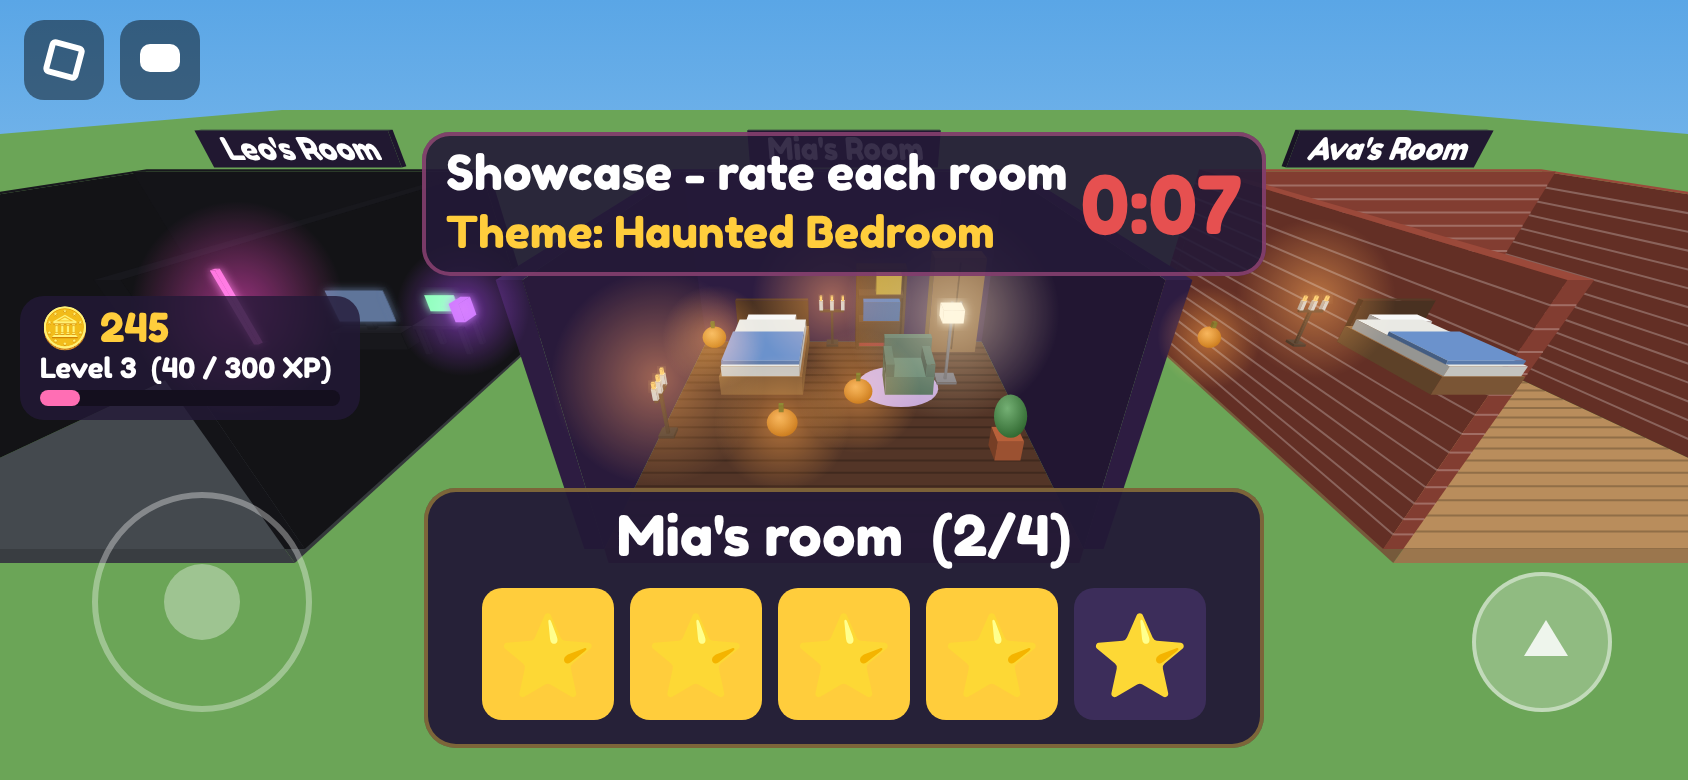 Leo's Room
Mia's Room
Ava's Room
Showcase - rate each room
0:07
Theme: Haunted Bedroom
245
Level 3 (40 / 300 XP)
Mia's room (2/4)